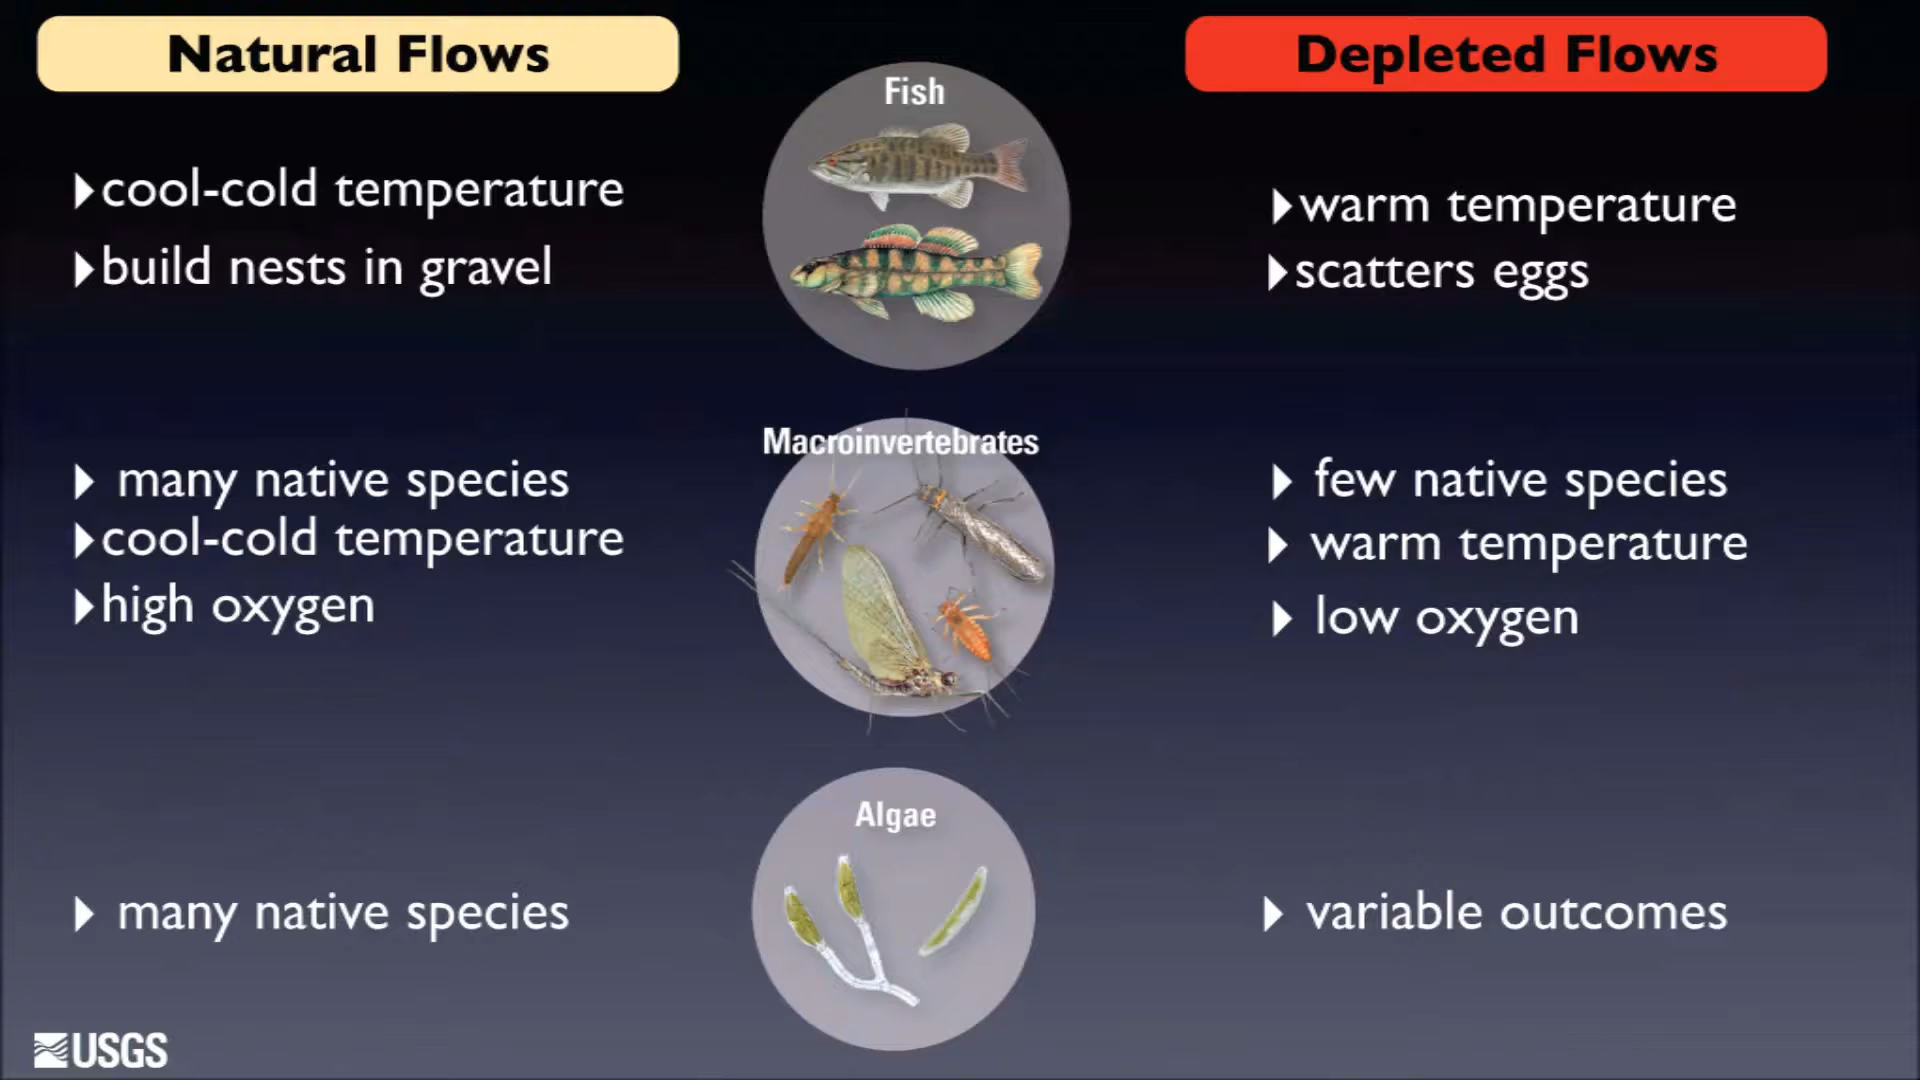 Natural Flows
Depleted Flows
Fish
cool-cold temperature
build nests in gravel
warm temperature
scatters eggs
Macroinvertebrates
many native species
cool-cold temperature
high oxygen
few native species
warm temperature
low oxygen
Algae
many native species
variable outcomes
USGS